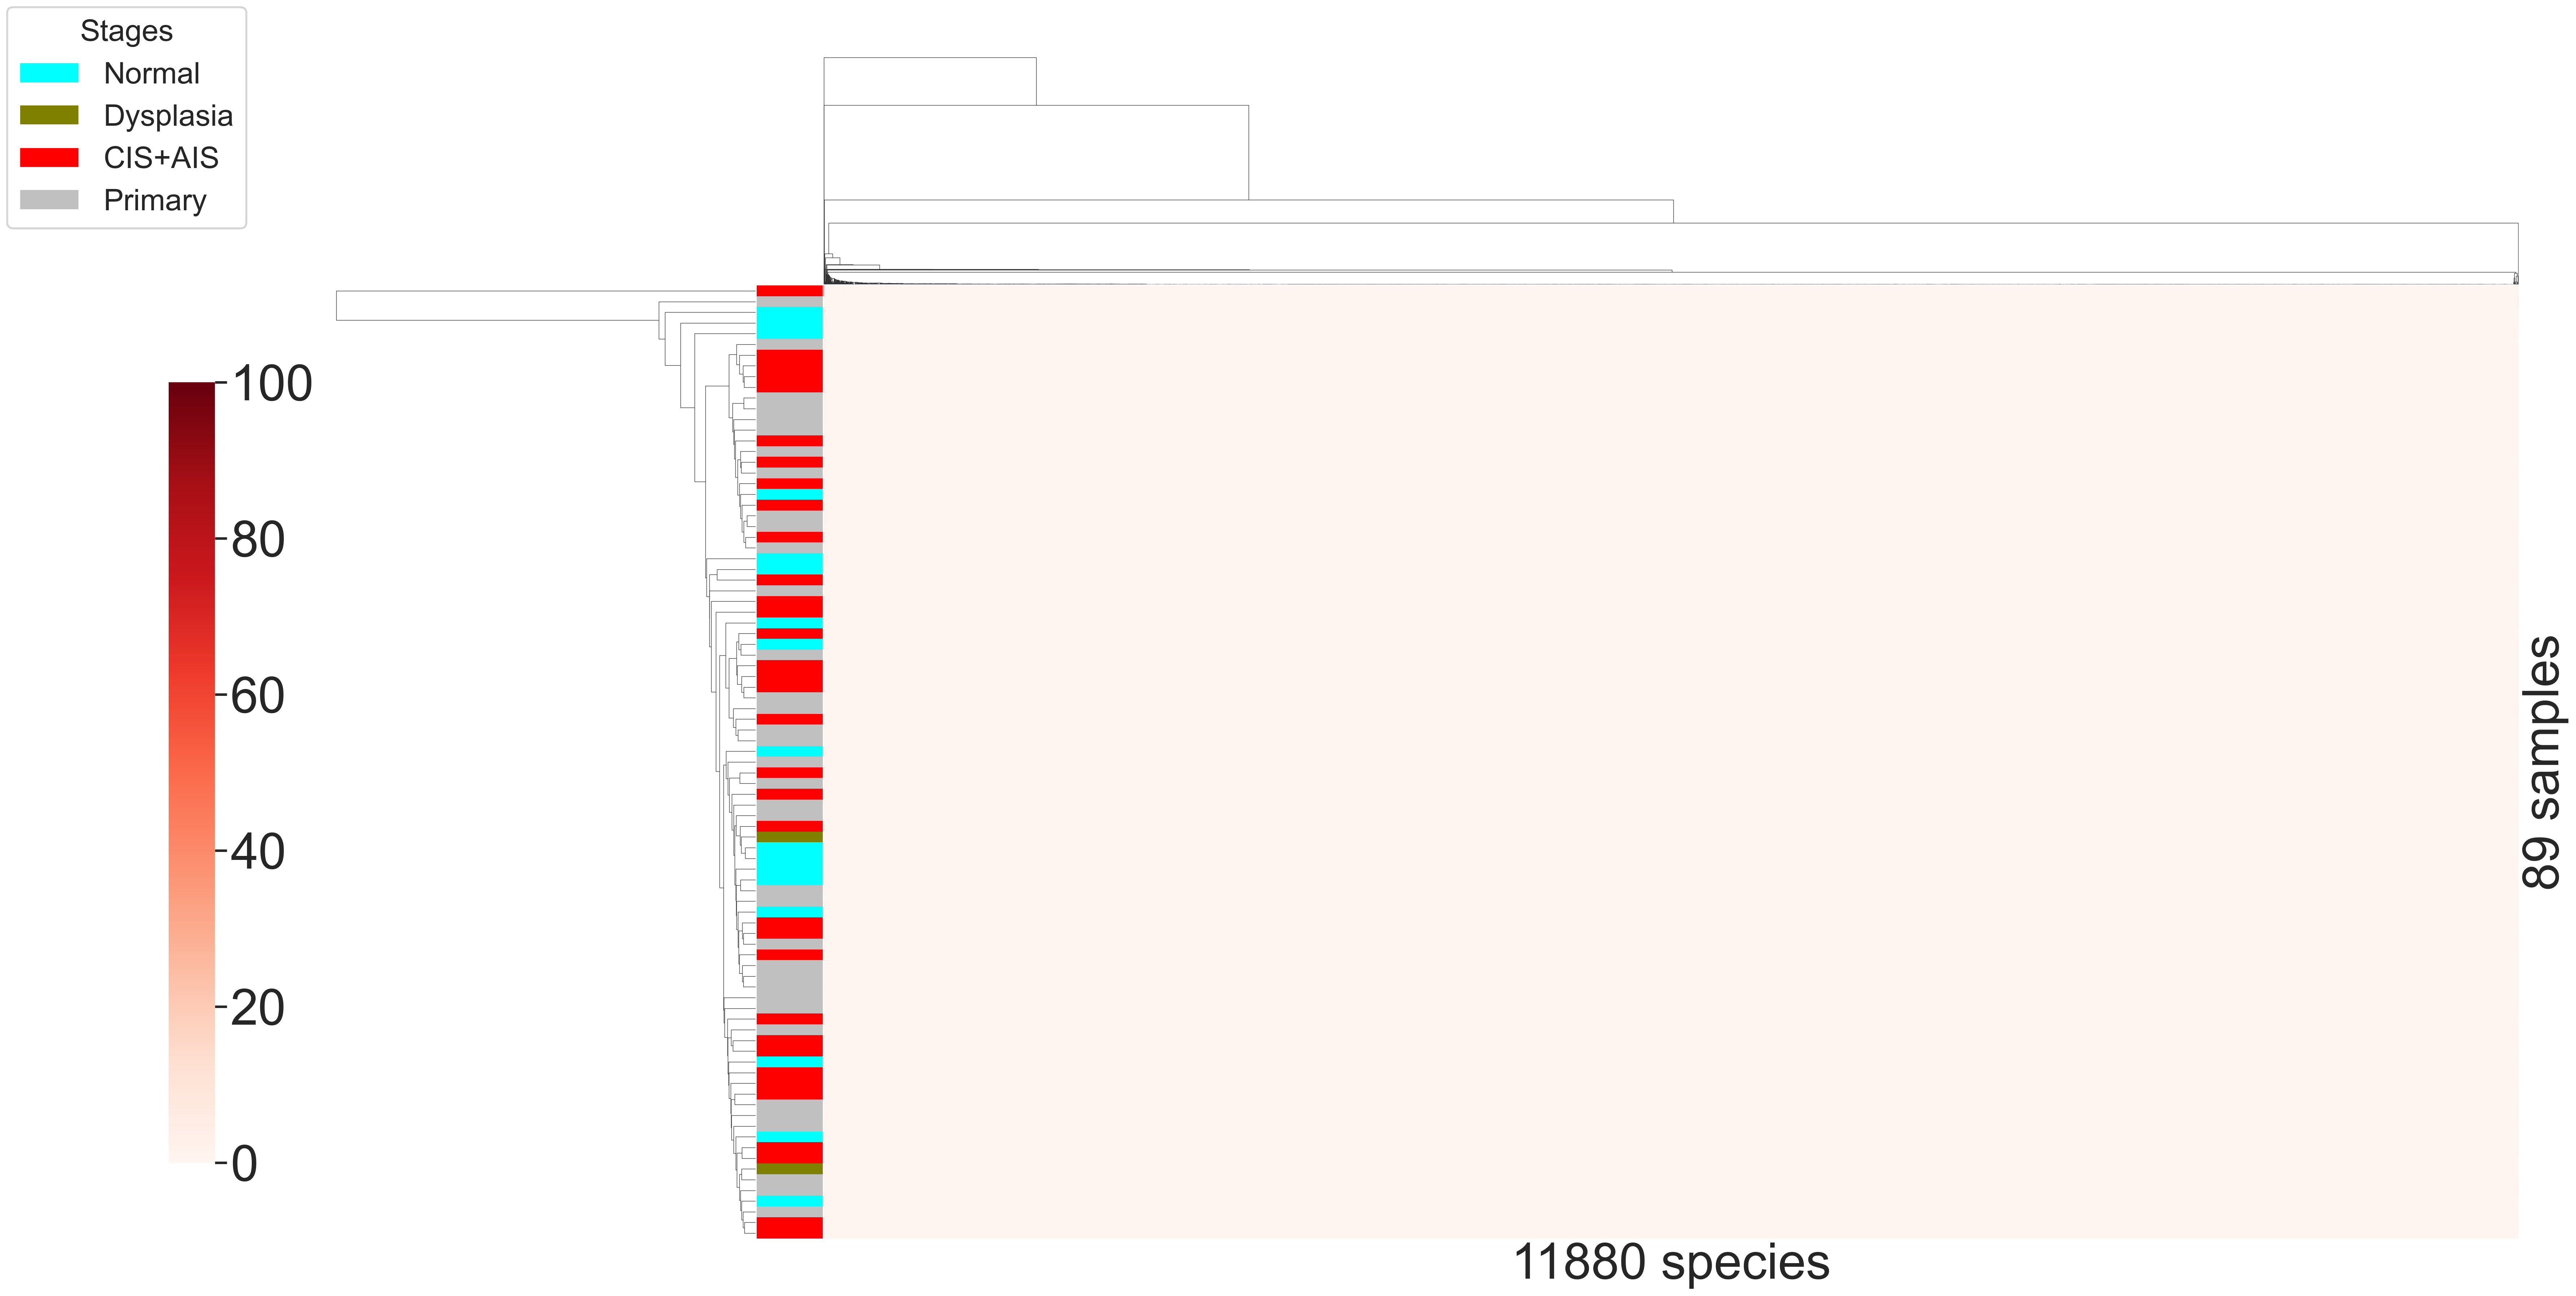 Stages
Normal
Dysplasia
CIS+AIS
Primary
100
80
60
40
20
0
89 samples
11880 species